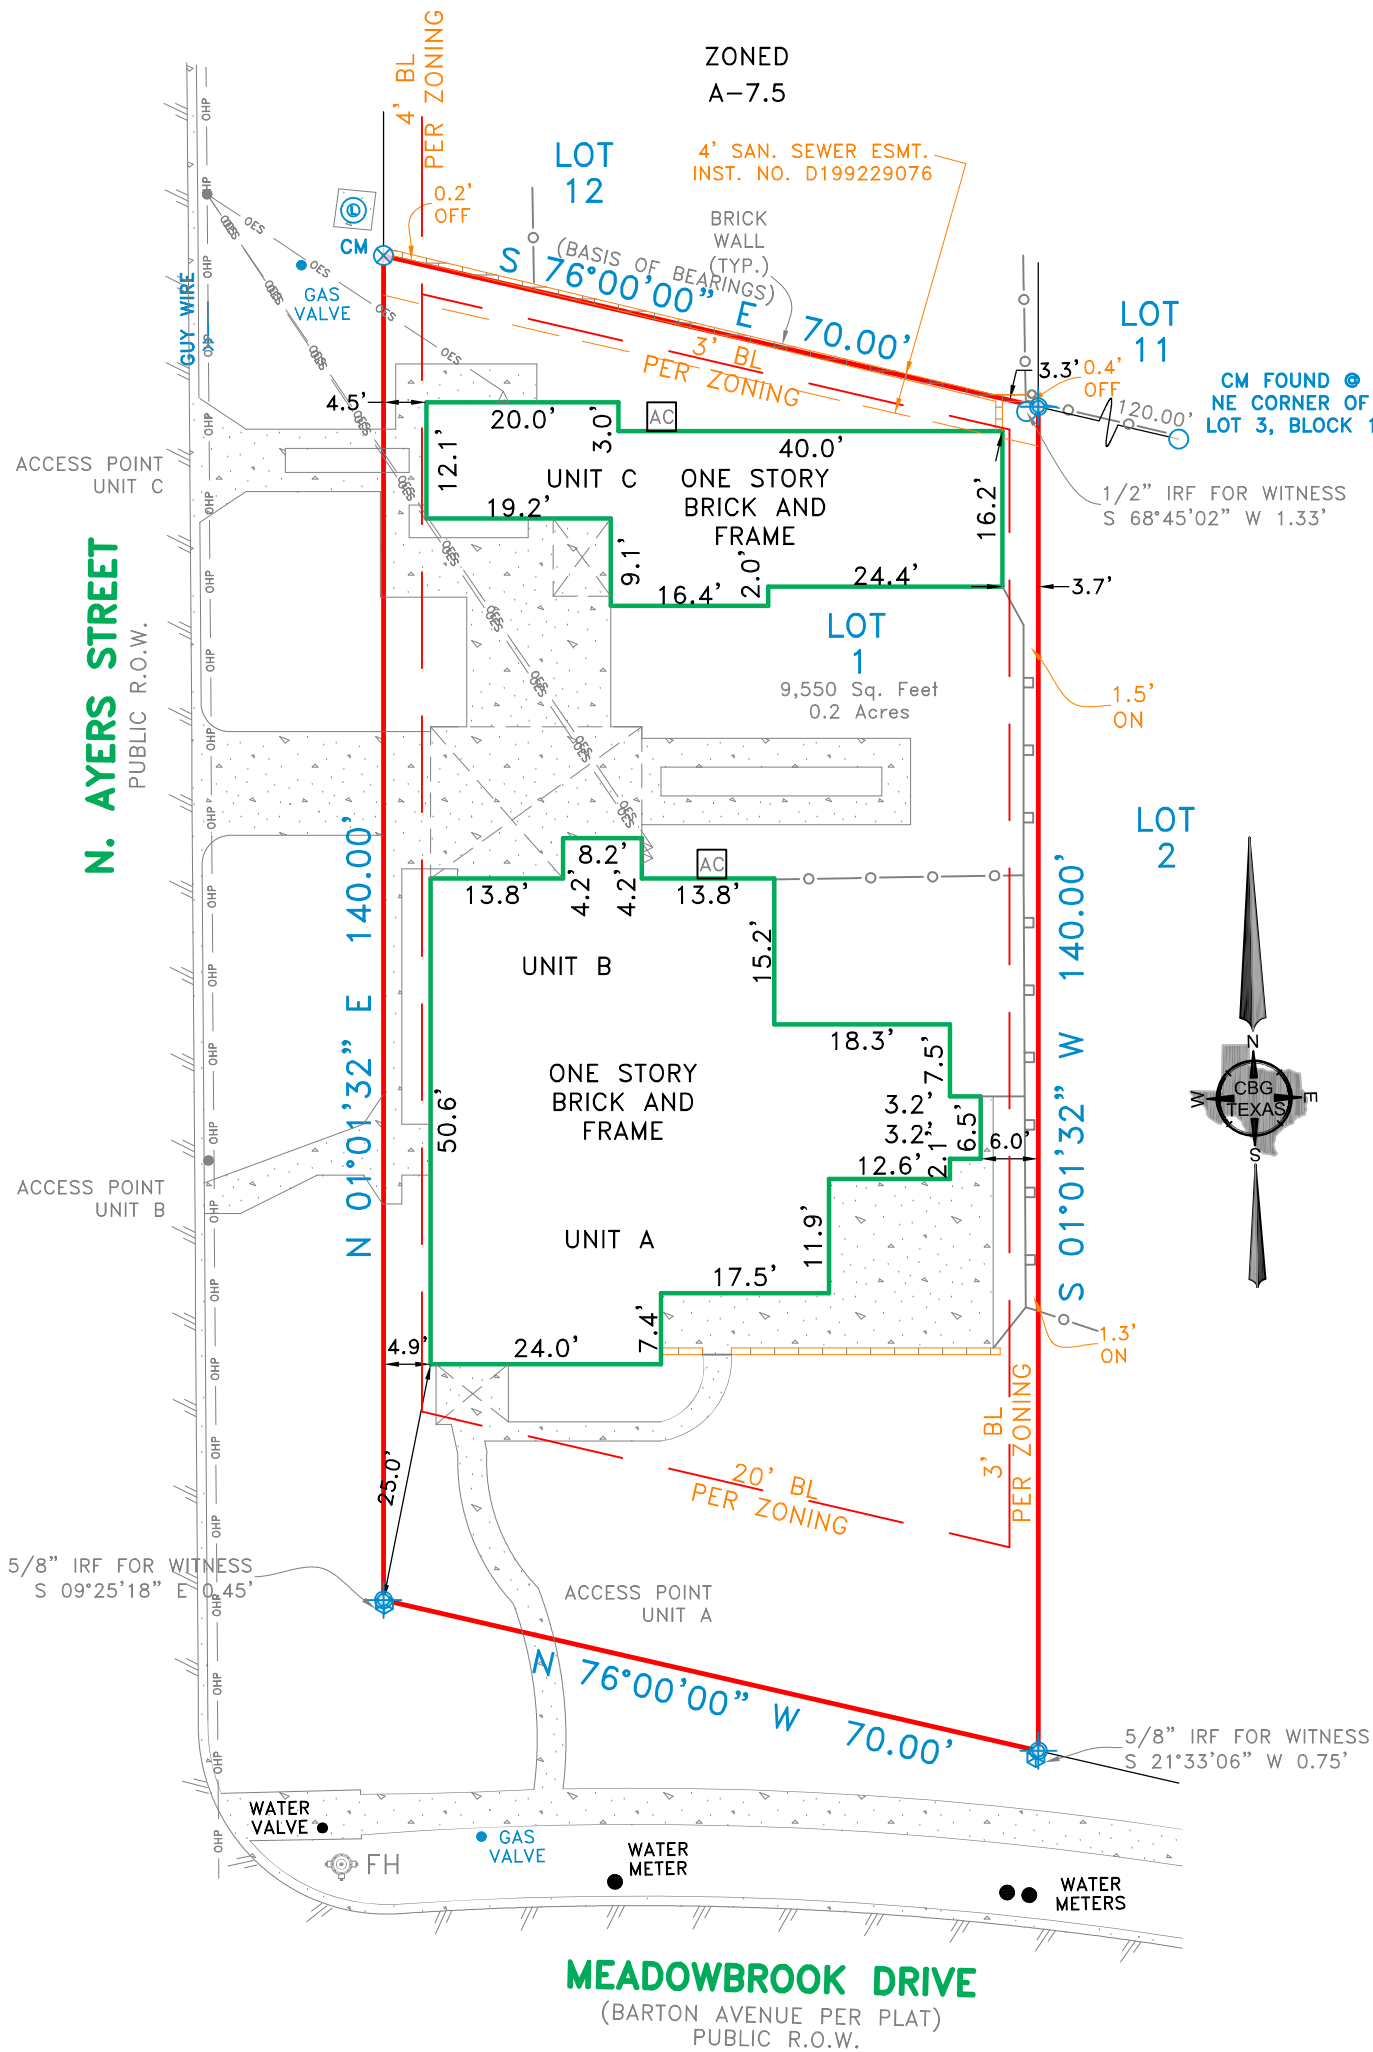 ZONED
A-7.5
4' BL
PER ZONING
LOT
12
4' SAN. SEWER ESMT.
INST. NO. D199229076
0.2'
OFF
BRICK
WALL
(TYP.)
(BASIS OF BEARINGS)
S 76°00'00" E 70.00'
CM
GAS
VALVE
GUY WIRE
OHP
OES
3' BL
PER ZONING
LOT
11
3.3'
0.4'
OFF
CM FOUND @
NE CORNER OF
LOT 3, BLOCK 1
120.00'
4.5'
20.0'
3.0'
AC
40.0'
12.1'
UNIT C
ONE STORY
BRICK AND
FRAME
19.2'
16.2'
9.1'
16.4'
2.0'
24.4'
3.7'
ACCESS POINT
UNIT C
1/2" IRF FOR WITNESS
S 68°45'02" W 1.33'
N. AYERS STREET
PUBLIC R.O.W.
LOT
1
9,550 Sq. Feet
0.2 Acres
1.5'
ON
LOT
2
N 01°01'32" E 140.00'
S 01°01'32" W 140.00'
8.2'
AC
13.8'
4.2'
4.2'
13.8'
15.2'
UNIT B
18.3'
7.5'
ONE STORY
BRICK AND
FRAME
50.6'
3.2'
3.2'
6.5'
6.0'
12.6'
2.1'
N
W
CBG
TEXAS
E
S
ACCESS POINT
UNIT B
UNIT A
11.9'
17.5'
7.4'
4.9'
24.0'
1.3'
ON
25.0'
3' BL
PER ZONING
20' BL
PER ZONING
5/8" IRF FOR WITNESS
S 09°25'18" E 0.45'
ACCESS POINT
UNIT A
N 76°00'00" W 70.00'
5/8" IRF FOR WITNESS
S 21°33'06" W 0.75'
WATER
VALVE
FH
GAS
VALVE
WATER
METER
WATER
METERS
MEADOWBROOK DRIVE
(BARTON AVENUE PER PLAT)
PUBLIC R.O.W.